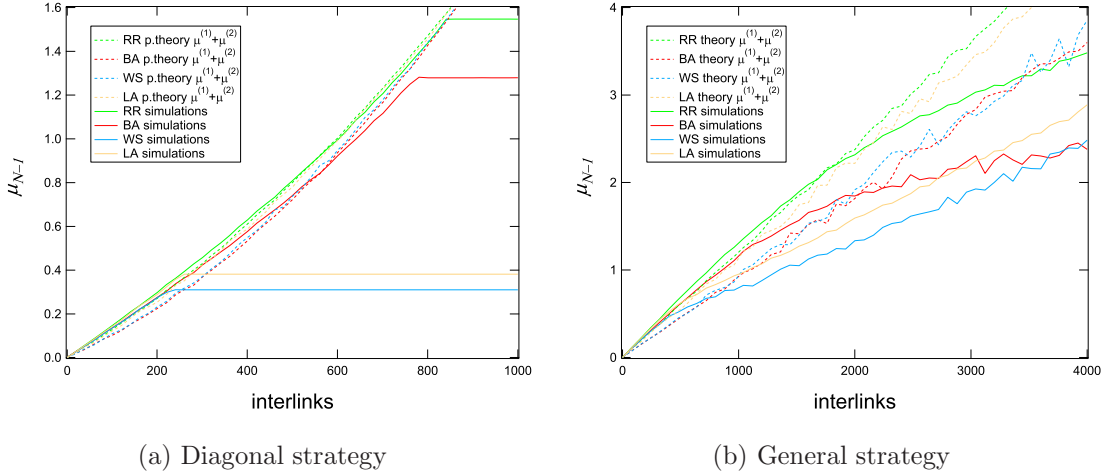 1.6
1.4
1.2
1.0
0.8
0.6
0.4
0.2
0.0
μN−1
RR p.theory μ(1)+μ(2)
BA p.theory μ(1)+μ(2)
WS p.theory μ(1)+μ(2)
LA p.theory μ(1)+μ(2)
RR simulations
BA simulations
WS simulations
LA simulations
0 200 400 600 800 1000
interlinks
(a) Diagonal strategy
4
3
2
1
0
μN−1
RR theory μ(1)+μ(2)
BA theory μ(1)+μ(2)
WS theory μ(1)+μ(2)
LA theory μ(1)+μ(2)
RR simulations
BA simulations
WS simulations
LA simulations
0 1000 2000 3000 4000
interlinks
(b) General strategy